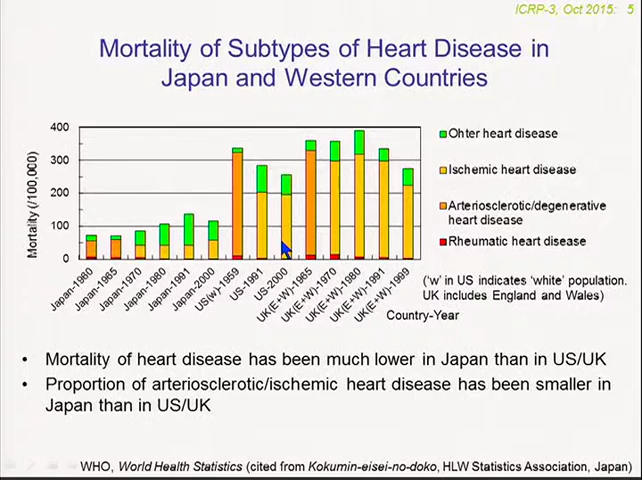 ICRP-3, Oct 2015: 5
Mortality of Subtypes of Heart Disease in
Japan and Western Countries
Mortality (/100,000)
400
300
200
100
0
Japan-1960
Japan-1965
Japan-1970
Japan-1980
Japan-1991
Japan-2000
US(w)-1959
US-1981
US-2000
UK(E+W)-1965
UK(E+W)-1970
UK(E+W)-1980
UK(E+W)-1991
UK(E+W)-1999
Country-Year
Ohter heart disease
Ischemic heart disease
Arteriosclerotic/degenerative
heart disease
Rheumatic heart disease
('w' in US indicates 'white' population.
UK includes England and Wales)
• Mortality of heart disease has been much lower in Japan than in US/UK
• Proportion of arteriosclerotic/ischemic heart disease has been smaller in
Japan than in US/UK
WHO, World Health Statistics (cited from Kokumin-eisei-no-doko, HLW Statistics Association, Japan)